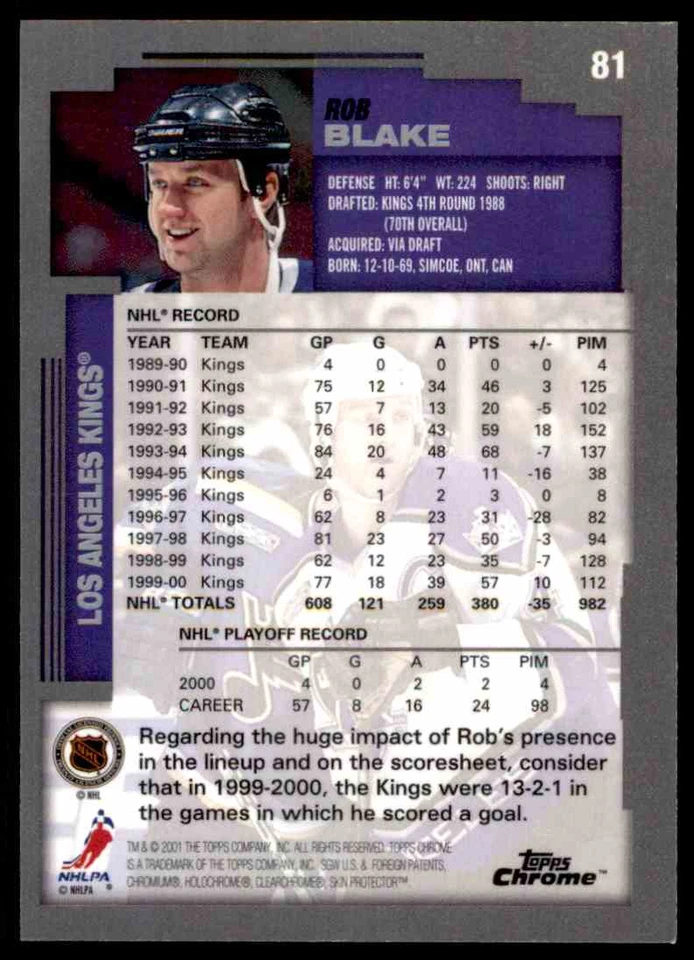 81
BAUER
ROB
BLAKE
DEFENSE HT: 6'4" WT: 224 SHOOTS: RIGHT
DRAFTED: KINGS 4TH ROUND 1988
(70TH OVERALL)
ACQUIRED: VIA DRAFT
BORN: 12-10-69, SIMCOE, ONT, CAN
LOS ANGELES KINGS®
NHL® RECORD
YEAR TEAM GP G A PTS +/- PIM
1989-90 Kings 4 0 0 0 0 4
1990-91 Kings 75 12 34 46 3 125
1991-92 Kings 57 7 13 20 -5 102
1992-93 Kings 76 16 43 59 18 152
1993-94 Kings 84 20 48 68 -7 137
1994-95 Kings 24 4 7 11 -16 38
1995-96 Kings 6 1 2 3 0 8
1996-97 Kings 62 8 23 31 -28 82
1997-98 Kings 81 23 27 50 -3 94
1998-99 Kings 62 12 23 35 -7 128
1999-00 Kings 77 18 39 57 10 112
NHL® TOTALS 608 121 259 380 -35 982
NHL® PLAYOFF RECORD
GP G A PTS PIM
2000 4 0 2 2 4
CAREER 57 8 16 24 98
Regarding the huge impact of Rob's presence
in the lineup and on the scoresheet, consider
that in 1999-2000, the Kings were 13-2-1 in
the games in which he scored a goal.
NHL
© NHL
NHLPA
© NHLPA ®
TM & © 2001 THE TOPPS COMPANY, INC. ALL RIGHTS RESERVED. TOPPS CHROME
IS A TRADEMARK OF THE TOPPS COMPANY, INC. SGW U.S. & FOREIGN PATENTS,
CHROMIUM®, HOLOCHROME®, CLEARCHROME®, SKIN PROTECTOR™
TOPPS
Chrome™